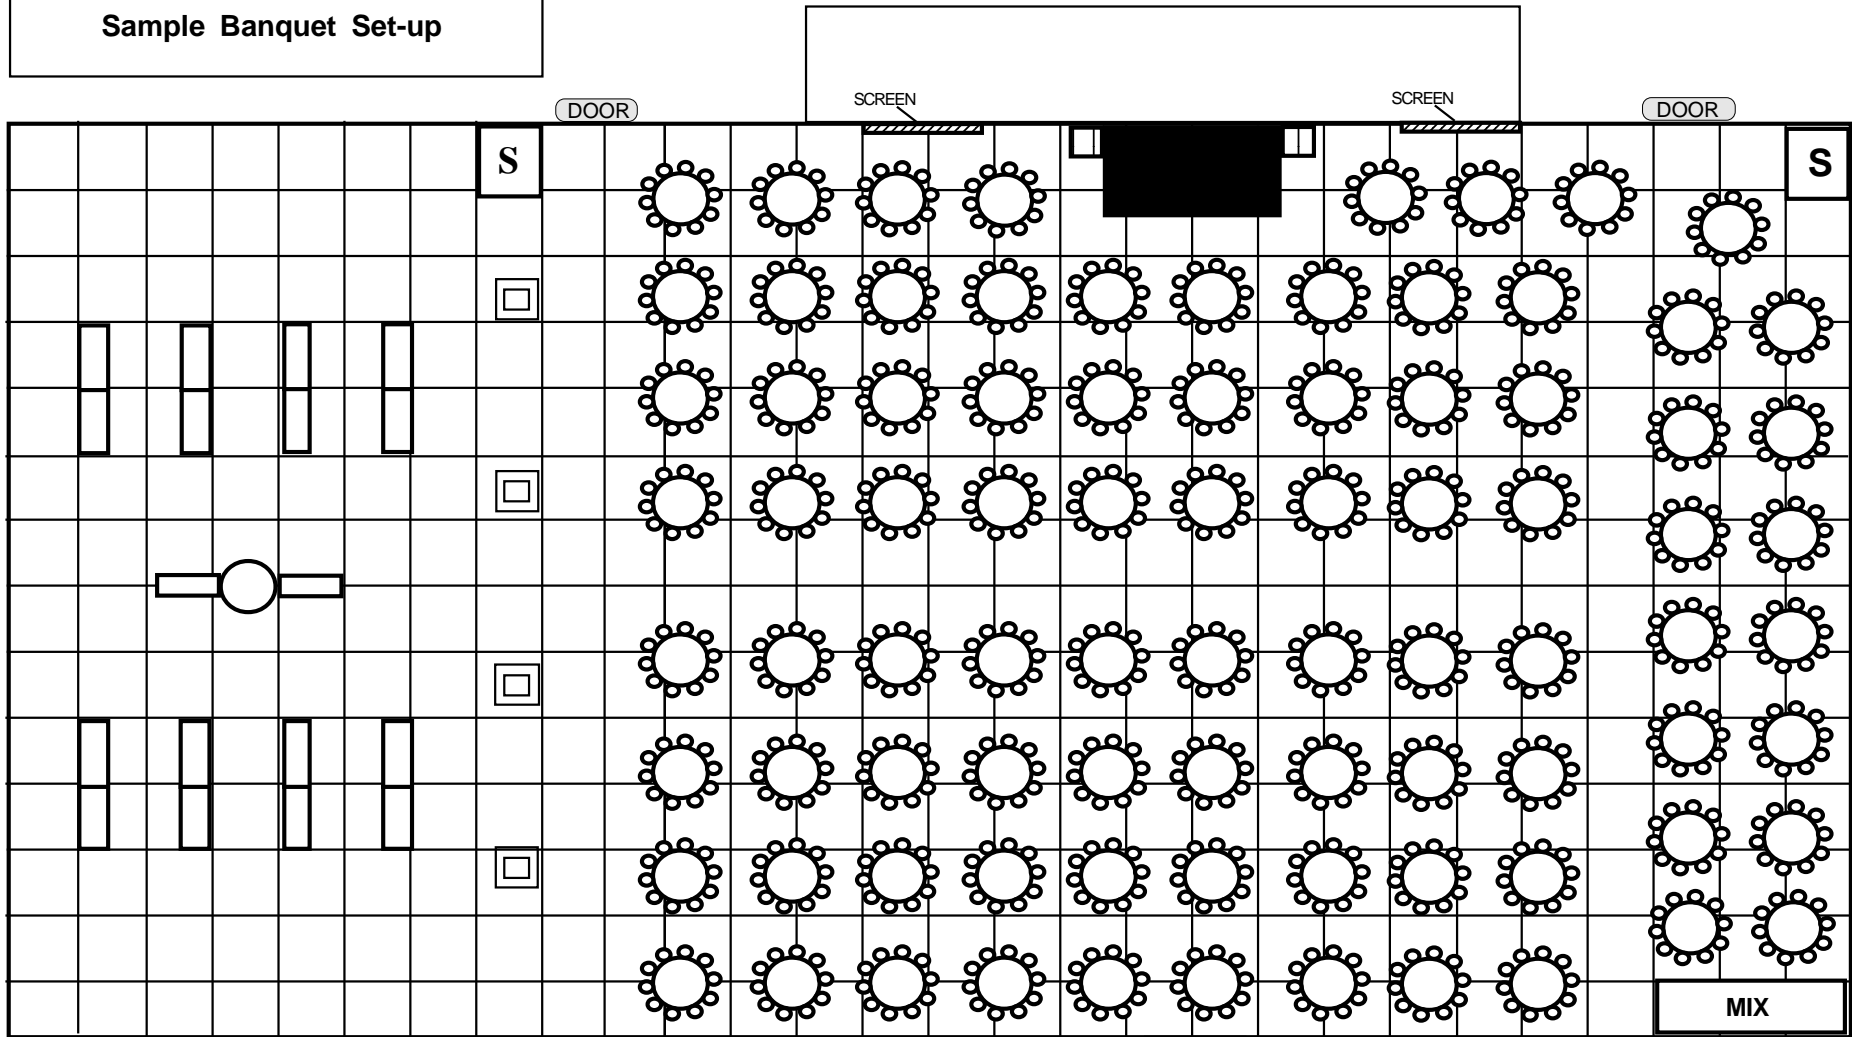 Sample Banquet Set-up
SCREEN
SCREEN
DOOR
DOOR
S
S
MIX